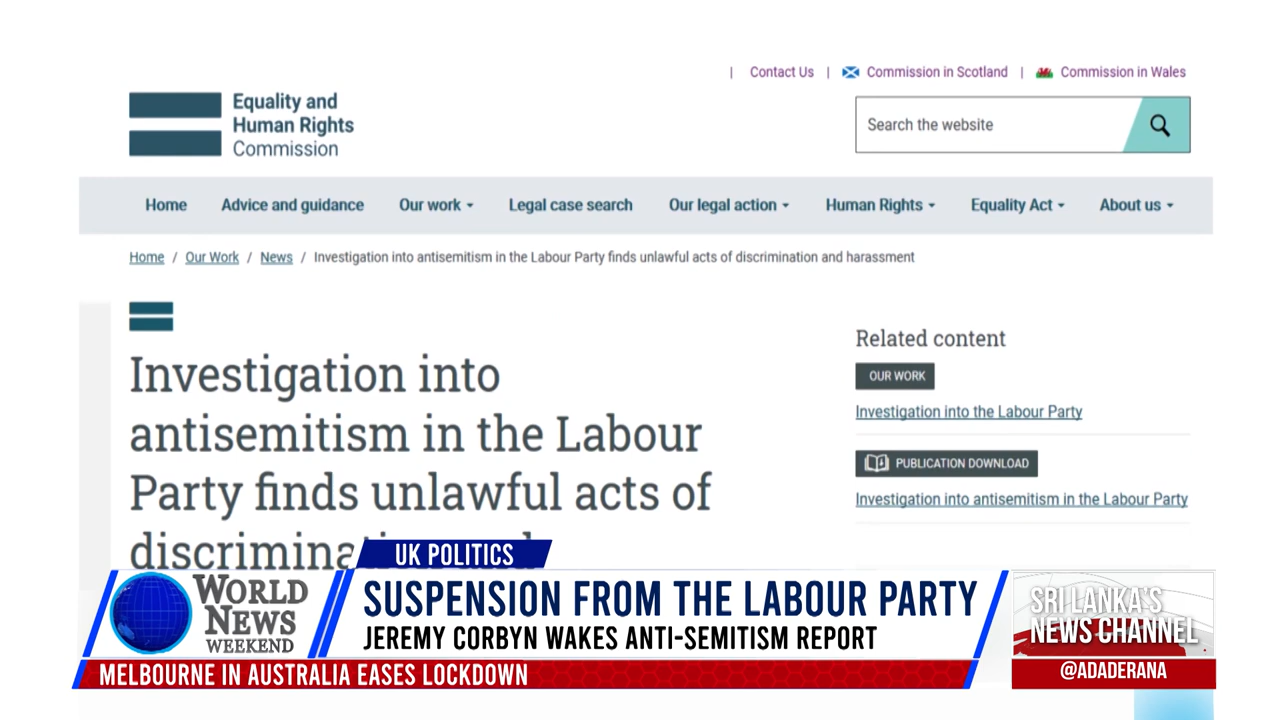 | Contact Us | Commission in Scotland | Commission in Wales
Equality and
Human Rights
Commission
Search the website
Home Advice and guidance Our work Legal case search Our legal action Human Rights Equality Act About us
Home / Our Work / News / Investigation into antisemitism in the Labour Party finds unlawful acts of discrimination and harassment
Investigation into
antisemitism in the Labour
Party finds unlawful acts of
Related content
OUR WORK
Investigation into the Labour Party
PUBLICATION DOWNLOAD
Investigation into antisemitism in the Labour Party
UK POLITICS
WORLD
NEWS
WEEKEND
SUSPENSION FROM THE LABOUR PARTY
JEREMY CORBYN WAKES ANTI-SEMITISM REPORT
SRI LANKA'S
NEWS CHANNEL
@ADADERANA
MELBOURNE IN AUSTRALIA EASES LOCKDOWN